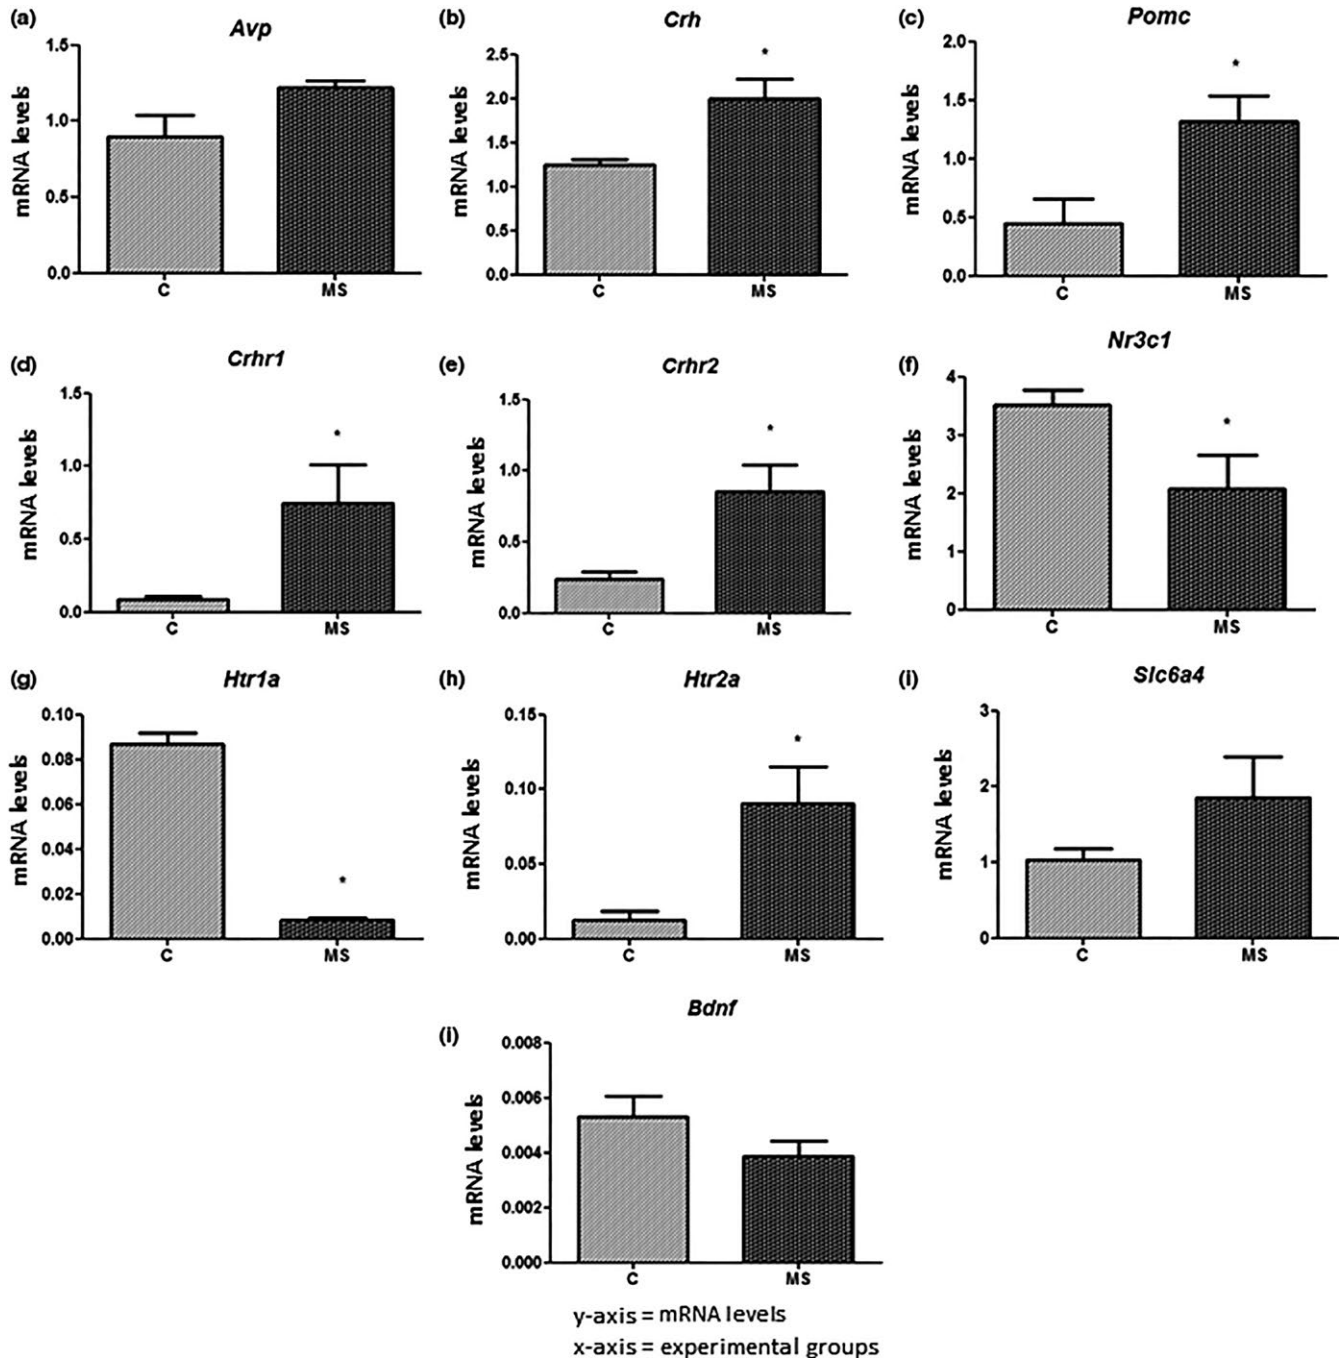 (a)
Avp
mRNA levels
1.5
1.0
0.5
0.0
C MS
(b)
Crh
mRNA levels
2.5
2.0
1.5
1.0
0.5
0.0
*
C MS
(c)
Pomc
mRNA levels
2.0
1.5
1.0
0.5
0.0
*
C MS
(d)
Crhr1
mRNA levels
1.5
1.0
0.5
0.0
*
C MS
(e)
Crhr2
mRNA levels
1.5
1.0
0.5
0.0
*
C MS
(f)
Nr3c1
mRNA levels
4
3
2
1
0
*
C MS
(g)
Htr1a
mRNA levels
0.10
0.08
0.06
0.04
0.02
0.00
*
C MS
(h)
Htr2a
mRNA levels
0.15
0.10
0.05
0.00
*
C MS
(i)
Slc6a4
mRNA levels
3
2
1
0
C MS
(i)
Bdnf
mRNA levels
0.008
0.006
0.004
0.002
0.000
C MS
y-axis = mRNA levels
x-axis = experimental groups